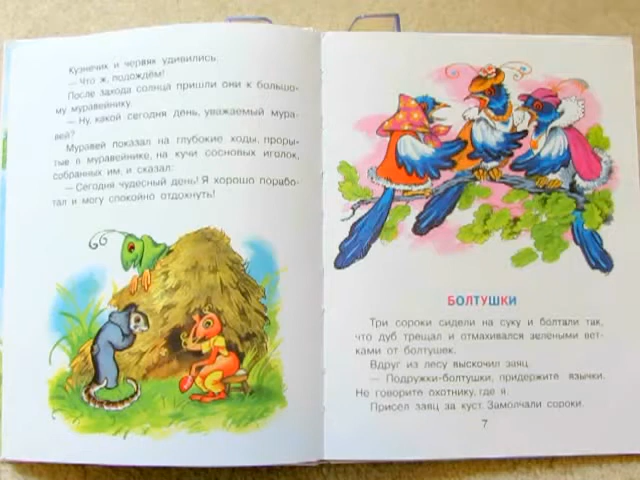 Кузнечик и червяк удивились:
— Что ж, подождём!
После захода солнца пришли они к большо-
му муравейнику.
— Ну, какой сегодня день, уважаемый мура-
вей?
Муравей показал на глубокие ходы, проры-
тые в муравейнике, на кучи сосновых иголок,
собранных им, и сказал:
— Сегодня чудесный день! Я хорошо порабо-
тал и могу спокойно отдохнуть!
БОЛТУШКИ
Три сороки сидели на суку и болтали так,
что дуб трещал и отмахивался зелёными вет-
ками от болтушек.
Вдруг из лесу выскочил заяц.
— Подружки-болтушки, придержите язычки.
Не говорите охотнику, где я.
Присел заяц за куст. Замолчали сороки.
7